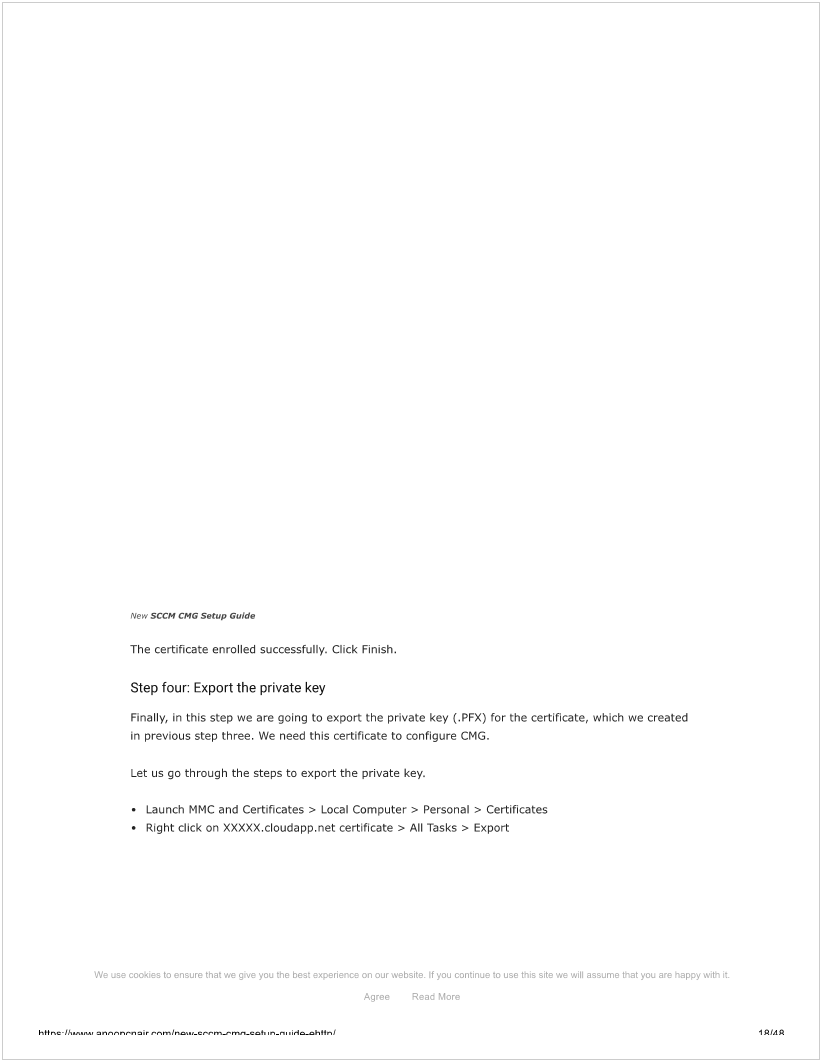 New SCCM CMG Setup Guide
The certificate enrolled successfully. Click Finish.
Step four: Export the private key
Finally, in this step we are going to export the private key (.PFX) for the certificate, which we created
in previous step three. We need this certificate to configure CMG.
Let us go through the steps to export the private key.
• Launch MMC and Certificates > Local Computer > Personal > Certificates
• Right click on XXXXX.cloudapp.net certificate > All Tasks > Export
We use cookies to ensure that we give you the best experience on our website. If you continue to use this site we will assume that you are happy with it.
Agree Read More
https://www.anoopcnair.com/new-sccm-cmg-setup-guide-ehttp/ 18/48